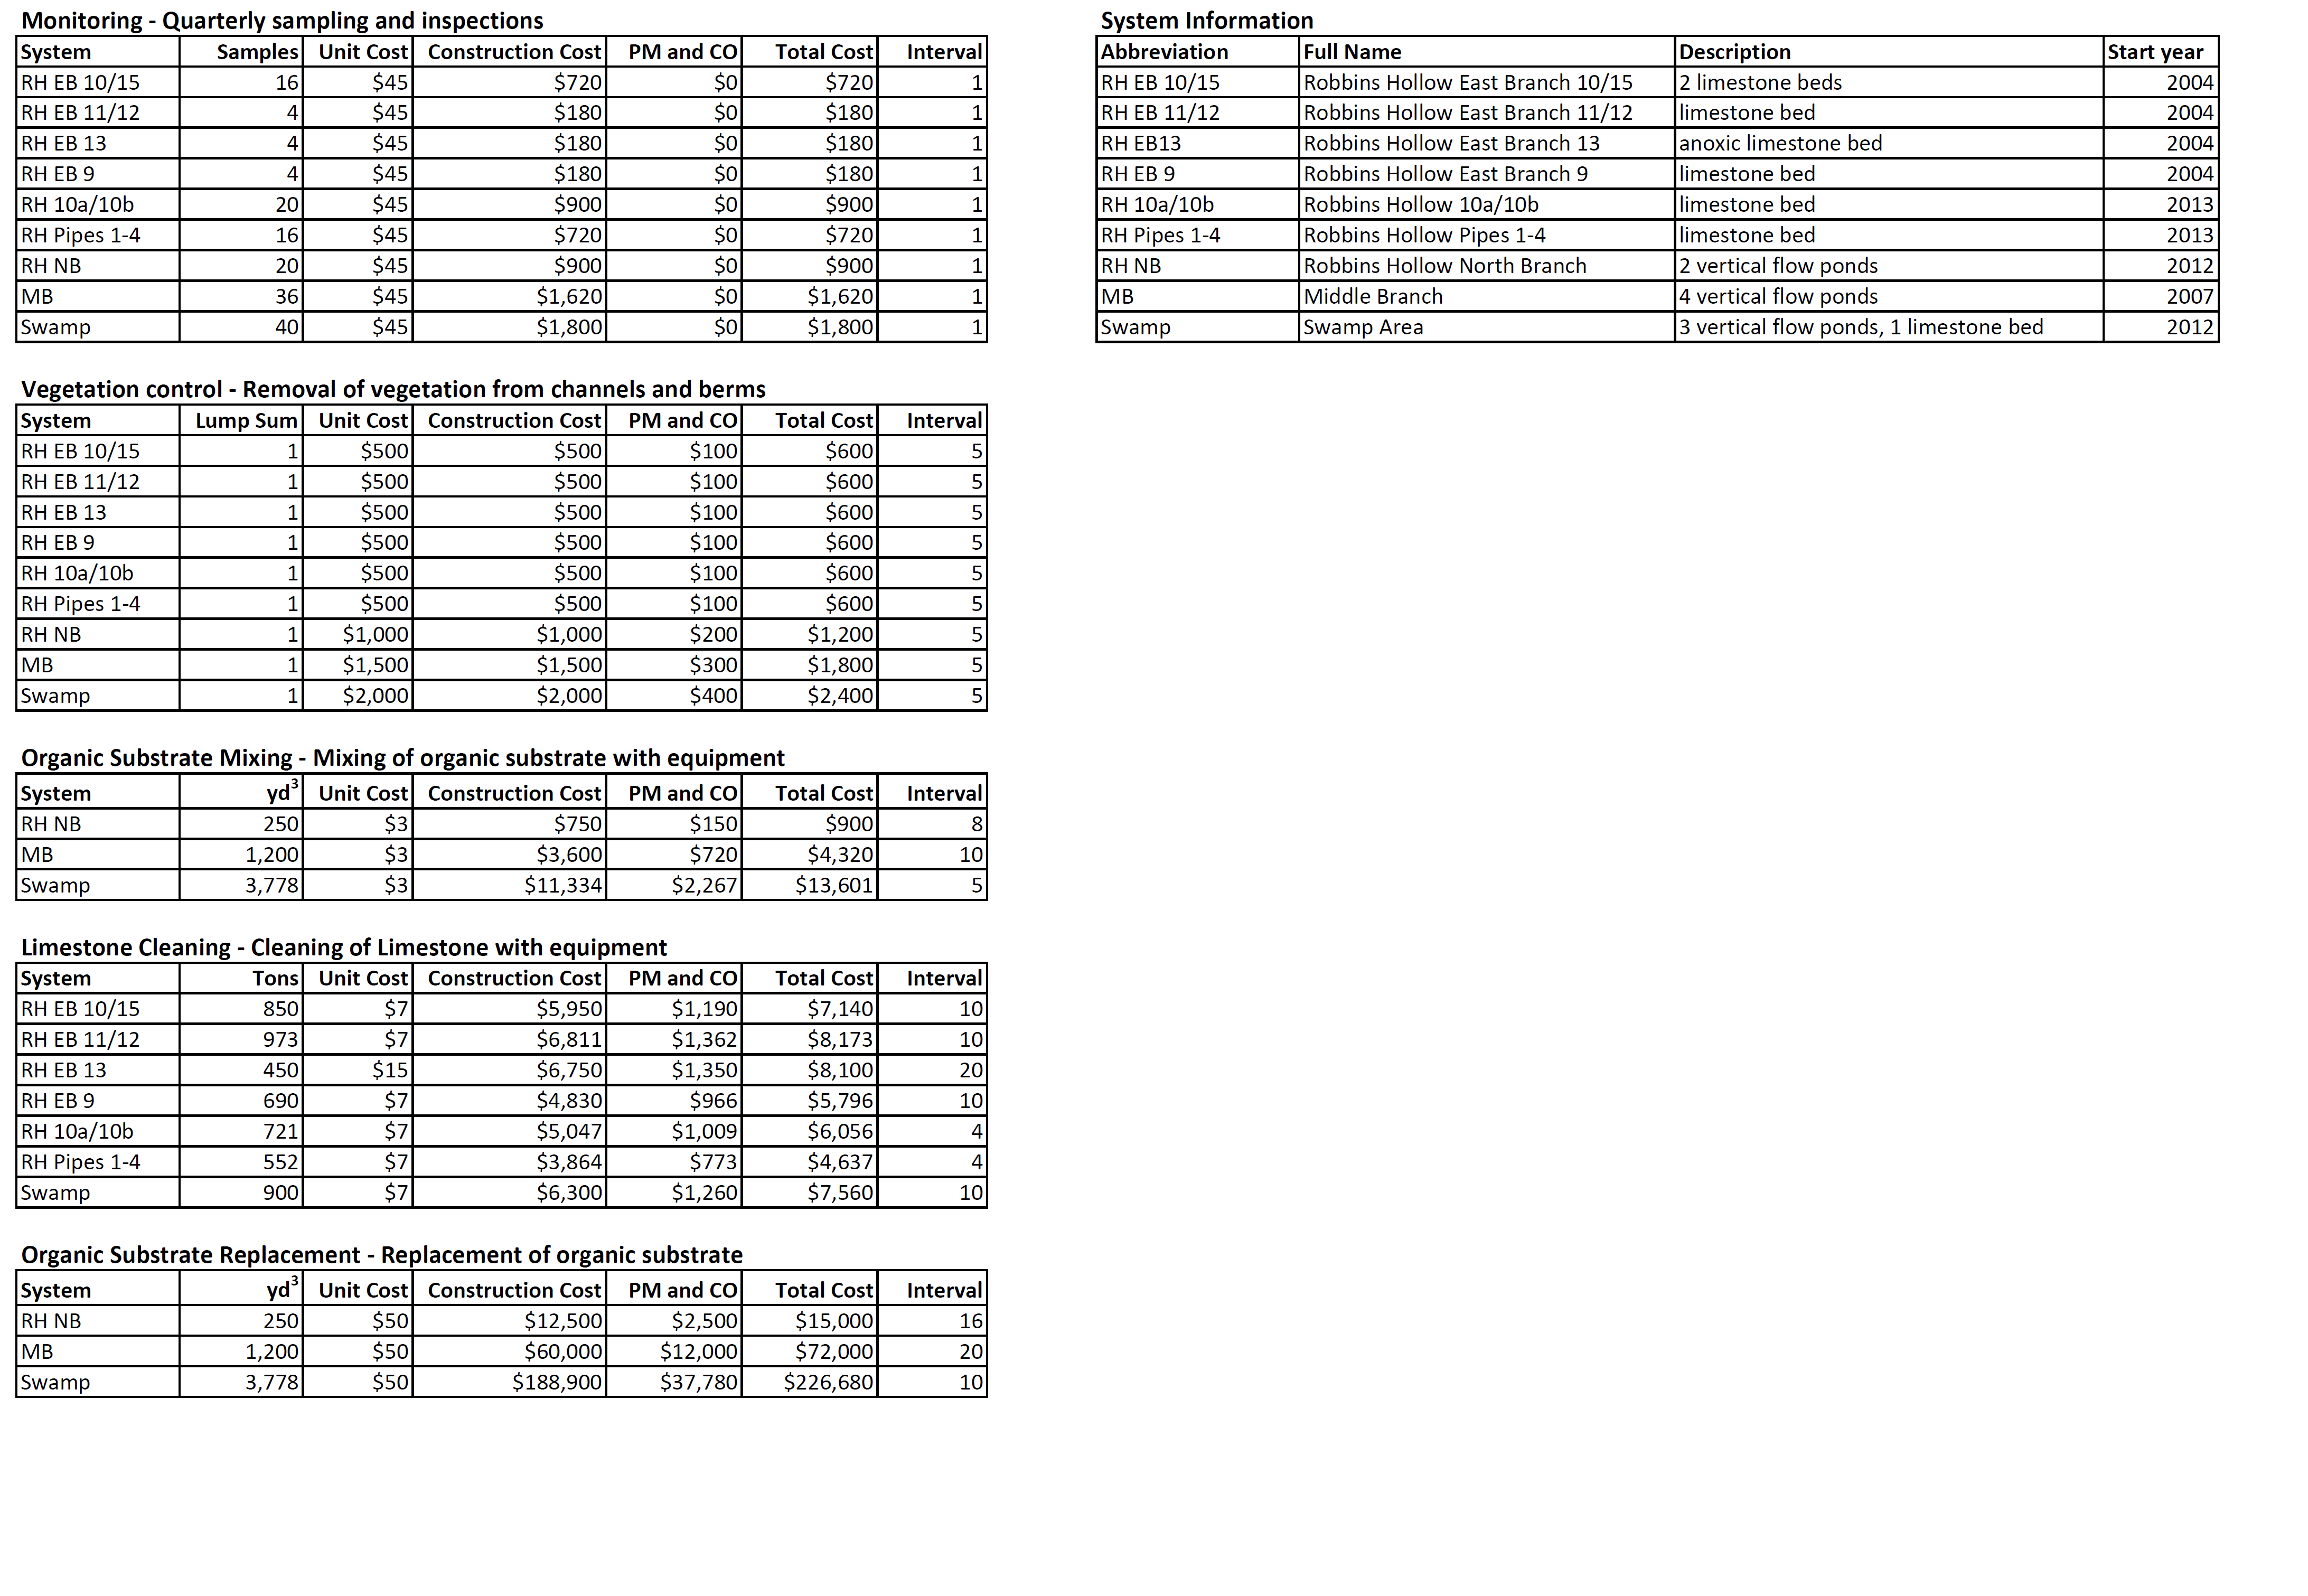 Monitoring - Quarterly sampling and inspections
System Samples Unit Cost Construction Cost PM and CO Total Cost Interval
RH EB 10/15 16 $45 $720 $0 $720 1
RH EB 11/12 4 $45 $180 $0 $180 1
RH EB 13 4 $45 $180 $0 $180 1
RH EB 9 4 $45 $180 $0 $180 1
RH 10a/10b 20 $45 $900 $0 $900 1
RH Pipes 1-4 16 $45 $720 $0 $720 1
RH NB 20 $45 $900 $0 $900 1
MB 36 $45 $1,620 $0 $1,620 1
Swamp 40 $45 $1,800 $0 $1,800 1
Vegetation control - Removal of vegetation from channels and berms
System Lump Sum Unit Cost Construction Cost PM and CO Total Cost Interval
RH EB 10/15 1 $500 $500 $100 $600 5
RH EB 11/12 1 $500 $500 $100 $600 5
RH EB 13 1 $500 $500 $100 $600 5
RH EB 9 1 $500 $500 $100 $600 5
RH 10a/10b 1 $500 $500 $100 $600 5
RH Pipes 1-4 1 $500 $500 $100 $600 5
RH NB 1 $1,000 $1,000 $200 $1,200 5
MB 1 $1,500 $1,500 $300 $1,800 5
Swamp 1 $2,000 $2,000 $400 $2,400 5
Organic Substrate Mixing - Mixing of organic substrate with equipment
System yd³ Unit Cost Construction Cost PM and CO Total Cost Interval
RH NB 250 $3 $750 $150 $900 8
MB 1,200 $3 $3,600 $720 $4,320 10
Swamp 3,778 $3 $11,334 $2,267 $13,601 5
Limestone Cleaning - Cleaning of Limestone with equipment
System Tons Unit Cost Construction Cost PM and CO Total Cost Interval
RH EB 10/15 850 $7 $5,950 $1,190 $7,140 10
RH EB 11/12 973 $7 $6,811 $1,362 $8,173 10
RH EB 13 450 $15 $6,750 $1,350 $8,100 20
RH EB 9 690 $7 $4,830 $966 $5,796 10
RH 10a/10b 721 $7 $5,047 $1,009 $6,056 4
RH Pipes 1-4 552 $7 $3,864 $773 $4,637 4
Swamp 900 $7 $6,300 $1,260 $7,560 10
Organic Substrate Replacement - Replacement of organic substrate
System yd³ Unit Cost Construction Cost PM and CO Total Cost Interval
RH NB 250 $50 $12,500 $2,500 $15,000 16
MB 1,200 $50 $60,000 $12,000 $72,000 20
Swamp 3,778 $50 $188,900 $37,780 $226,680 10
System Information
Abbreviation Full Name Description Start year
RH EB 10/15 Robbins Hollow East Branch 10/15 2 limestone beds 2004
RH EB 11/12 Robbins Hollow East Branch 11/12 limestone bed 2004
RH EB13 Robbins Hollow East Branch 13 anoxic limestone bed 2004
RH EB 9 Robbins Hollow East Branch 9 limestone bed 2004
RH 10a/10b Robbins Hollow 10a/10b limestone bed 2013
RH Pipes 1-4 Robbins Hollow Pipes 1-4 limestone bed 2013
RH NB Robbins Hollow North Branch 2 vertical flow ponds 2012
MB Middle Branch 4 vertical flow ponds 2007
Swamp Swamp Area 3 vertical flow ponds, 1 limestone bed 2012